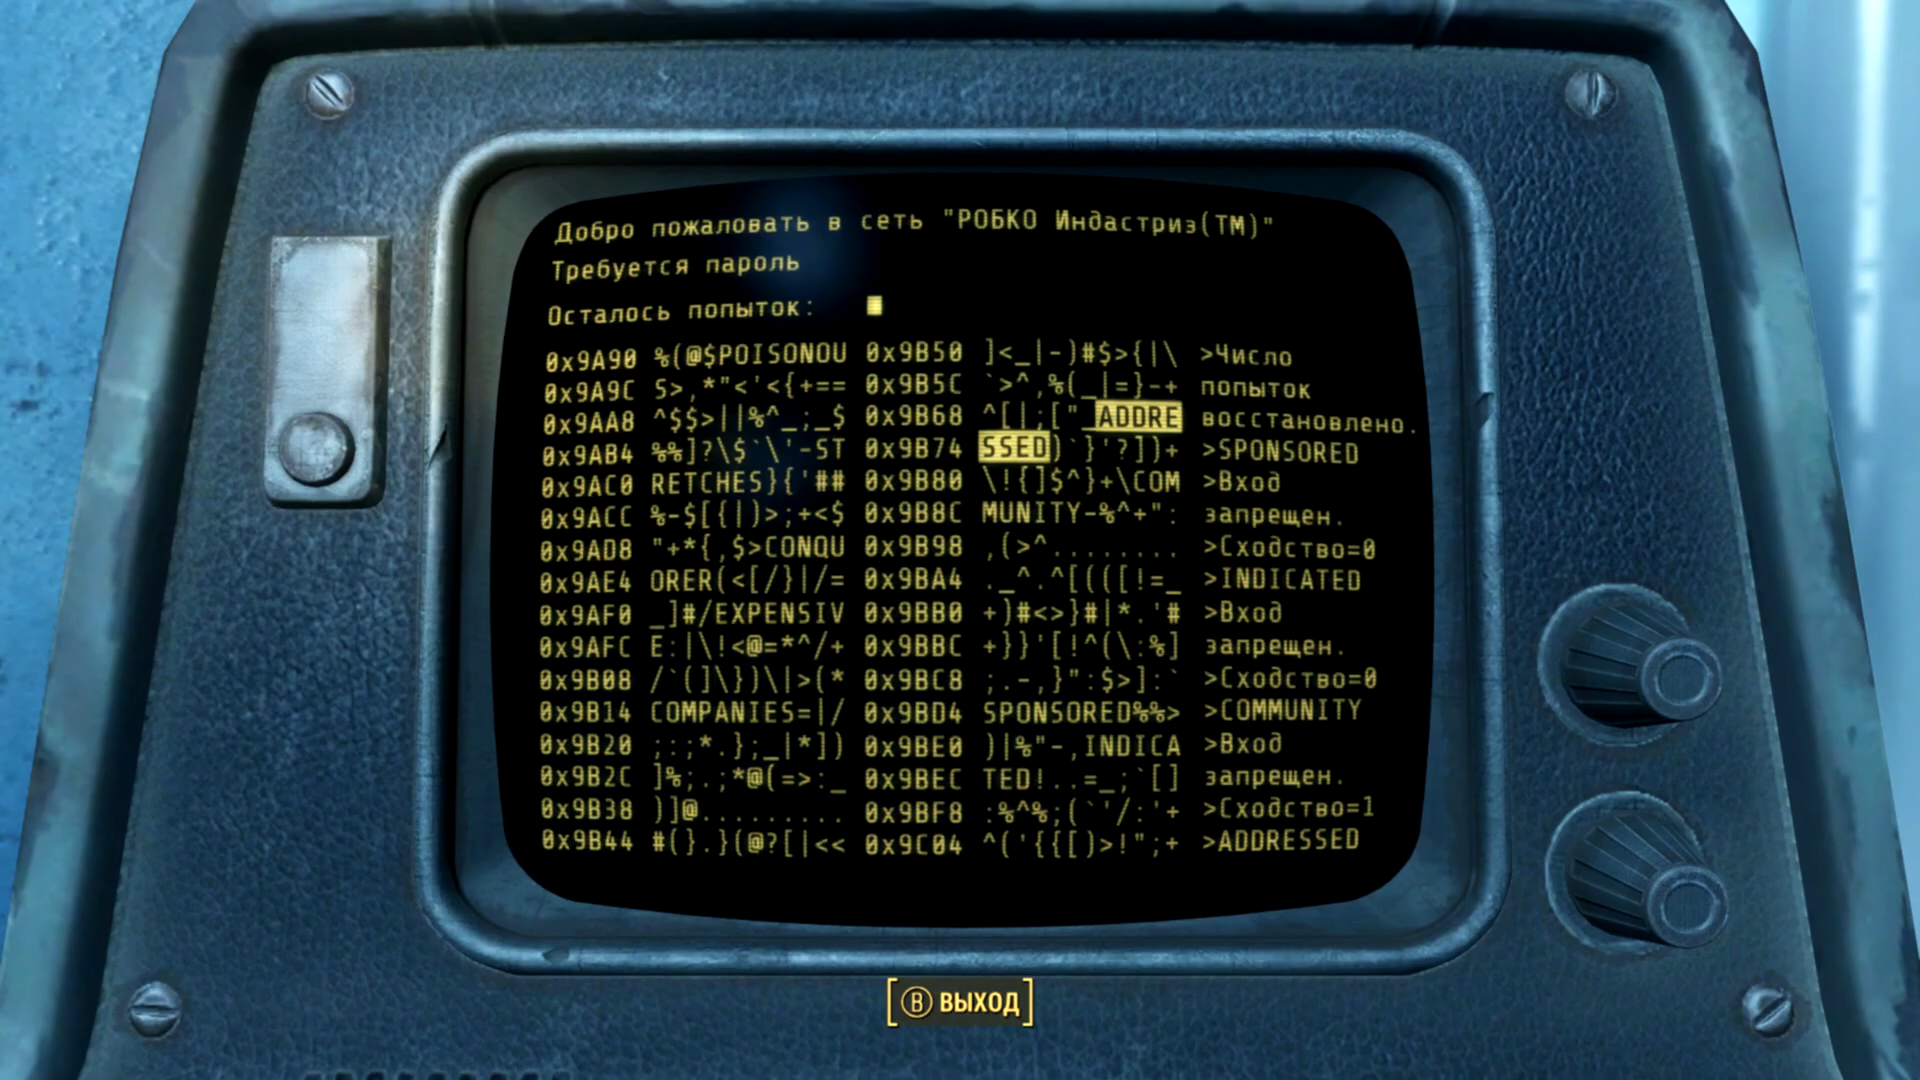 Добро пожаловать в сеть "РОБКО Индастриз(ТМ)"
Требуется пароль
Осталось попыток: ■
0x9A90 %(@$POISONOU 0x9B50 ]<_|-)#$>{|\ >Число
0x9A9C S>,*"<'<{+== 0x9B5C `>^,%(_|=}-+ попыток
0x9AA8 ^$$>||%^_;_$ 0x9B68 ^[|;["_ADDRE восстановлено.
0x9AB4 %%]?\$`\'-ST 0x9B74 SSED)`}'?])+ >SPONSORED
0x9AC0 RETCHES}{'## 0x9B80 \!{]$^}+\COM >Вход
0x9ACC %-$[{|)>;+<$ 0x9B8C MUNITY-%^+": запрещен.
0x9AD8 "+*{,$>CONQU 0x9B98 ,(>^........ >Сходство=0
0x9AE4 ORER(<[/}|/= 0x9BA4 ._^.^[(([!=_ >INDICATED
0x9AF0 _]#/EXPENSIV 0x9BB0 +)#<>}#|*.'# >Вход
0x9AFC E:|\!<@=*^/+ 0x9BBC +}}'[!^(\:%] запрещен.
0x9B08 /`(]\})\|>(* 0x9BC8 ;.-,}":$>]:` >Сходство=0
0x9B14 COMPANIES=|/ 0x9BD4 SPONSORED%%> >COMMUNITY
0x9B20 ;:;*.};_|*]) 0x9BE0 )|%"-,INDICA >Вход
0x9B2C ]%;.;*@(=>:_ 0x9BEC TED!..=_;`[] запрещен.
0x9B38 )]@......... 0x9BF8 :%^%;(`'/:'+ >Сходство=1
0x9B44 #(}.}(@?[|<< 0x9C04 ^('{{[)>!";+ >ADDRESSED
[Ⓑ ВЫХОД]